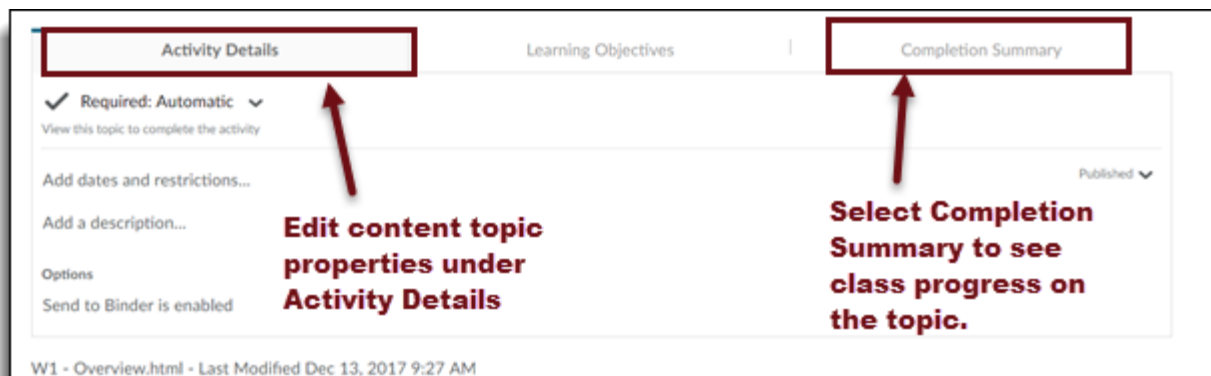 Activity Details
Learning Objectives
Completion Summary
Required: Automatic
View this topic to complete the activity
Add dates and restrictions...
Published
Add a description...
Options
Send to Binder is enabled
Edit content topic
properties under
Activity Details
Select Completion
Summary to see
class progress on
the topic.
W1 - Overview.html - Last Modified Dec 13, 2017 9:27 AM